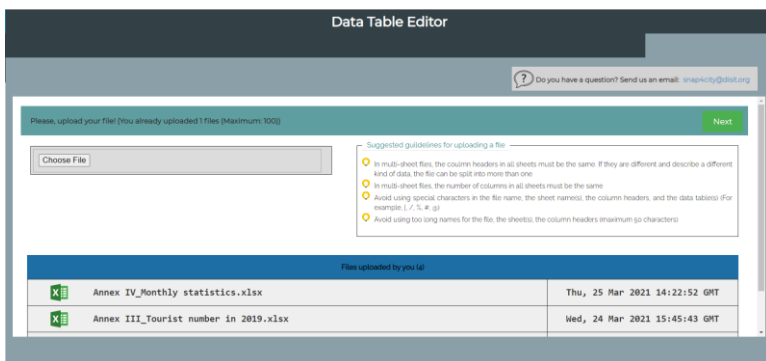 Data Table Editor
? Do you have a question? Send us an email: snap4city@disit.org
Please, upload your file! (You already uploaded 1 files (Maximum: 100))
Next
Choose File
Suggested guildelines for uploading a file
In multi-sheet files, the coulmn headers in all sheets must be the same. If they are different and describe a different
kind of data, the file can be split into more than one
In multi-sheet files, the number of columns in all sheets must be the same
Avoid using special characters in the file name, the sheet name(s), the column headers, and the data table(s) (For
example, (, /, %, #, @)
Avoid using too long names for the file, the sheet(s), the column headers (maximum 50 characters)
Files uploaded by you (4)
Annex IV_Monthly statistics.xlsx Thu, 25 Mar 2021 14:22:52 GMT
Annex III_Tourist number in 2019.xlsx Wed, 24 Mar 2021 15:45:43 GMT